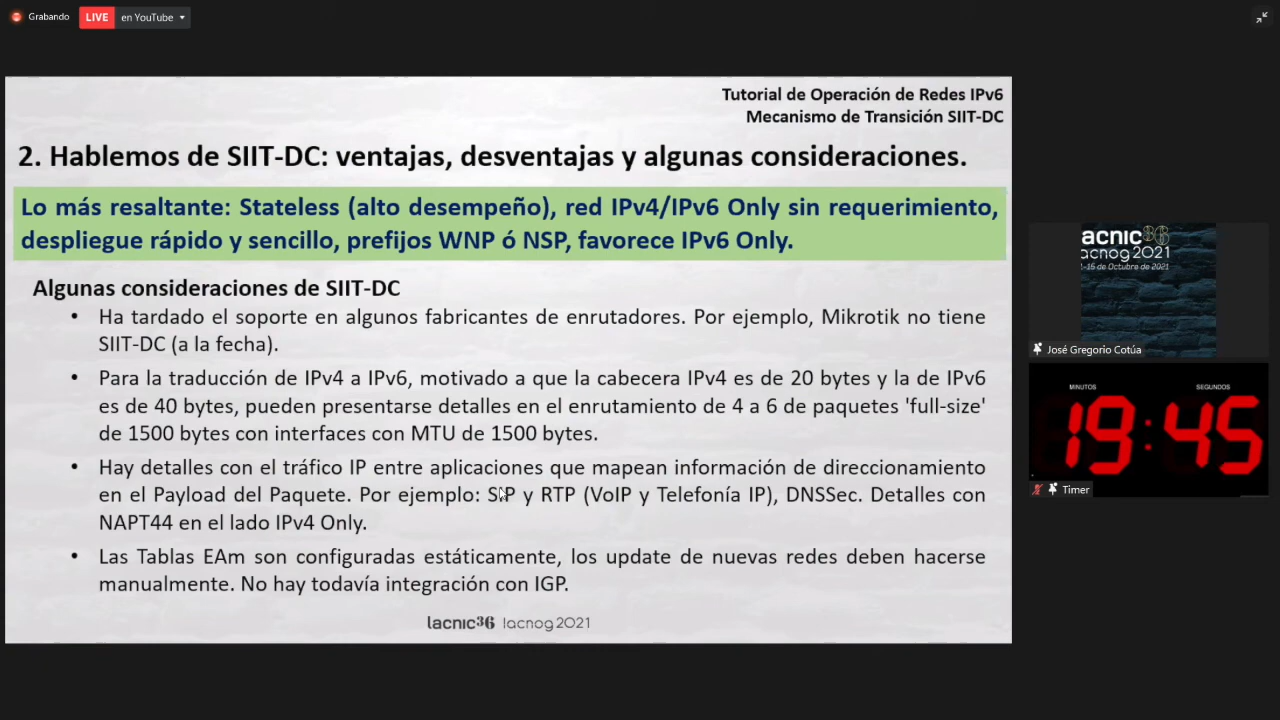 Grabando
LIVE en YouTube
Tutorial de Operación de Redes IPv6
Mecanismo de Transición SIIT-DC
2. Hablemos de SIIT-DC: ventajas, desventajas y algunas consideraciones.
Lo más resaltante: Stateless (alto desempeño), red IPv4/IPv6 Only sin requerimiento,
despliegue rápido y sencillo, prefijos WNP ó NSP, favorece IPv6 Only.
Algunas consideraciones de SIIT-DC
• Ha tardado el soporte en algunos fabricantes de enrutadores. Por ejemplo, Mikrotik no tiene
SIIT-DC (a la fecha).
• Para la traducción de IPv4 a IPv6, motivado a que la cabecera IPv4 es de 20 bytes y la de IPv6
es de 40 bytes, pueden presentarse detalles en el enrutamiento de 4 a 6 de paquetes 'full-size'
de 1500 bytes con interfaces con MTU de 1500 bytes.
• Hay detalles con el tráfico IP entre aplicaciones que mapean información de direccionamiento
en el Payload del Paquete. Por ejemplo: SIP y RTP (VoIP y Telefonía IP), DNSSec. Detalles con
NAPT44 en el lado IPv4 Only.
• Las Tablas EAm son configuradas estáticamente, los update de nuevas redes deben hacerse
manualmente. No hay todavía integración con IGP.
lacnic36 lacnog2021
acnic36
acnog2021
1-15 de Octubre de 2021
José Gregorio Cotúa
MINUTOS SEGUNDOS
19:45
Timer